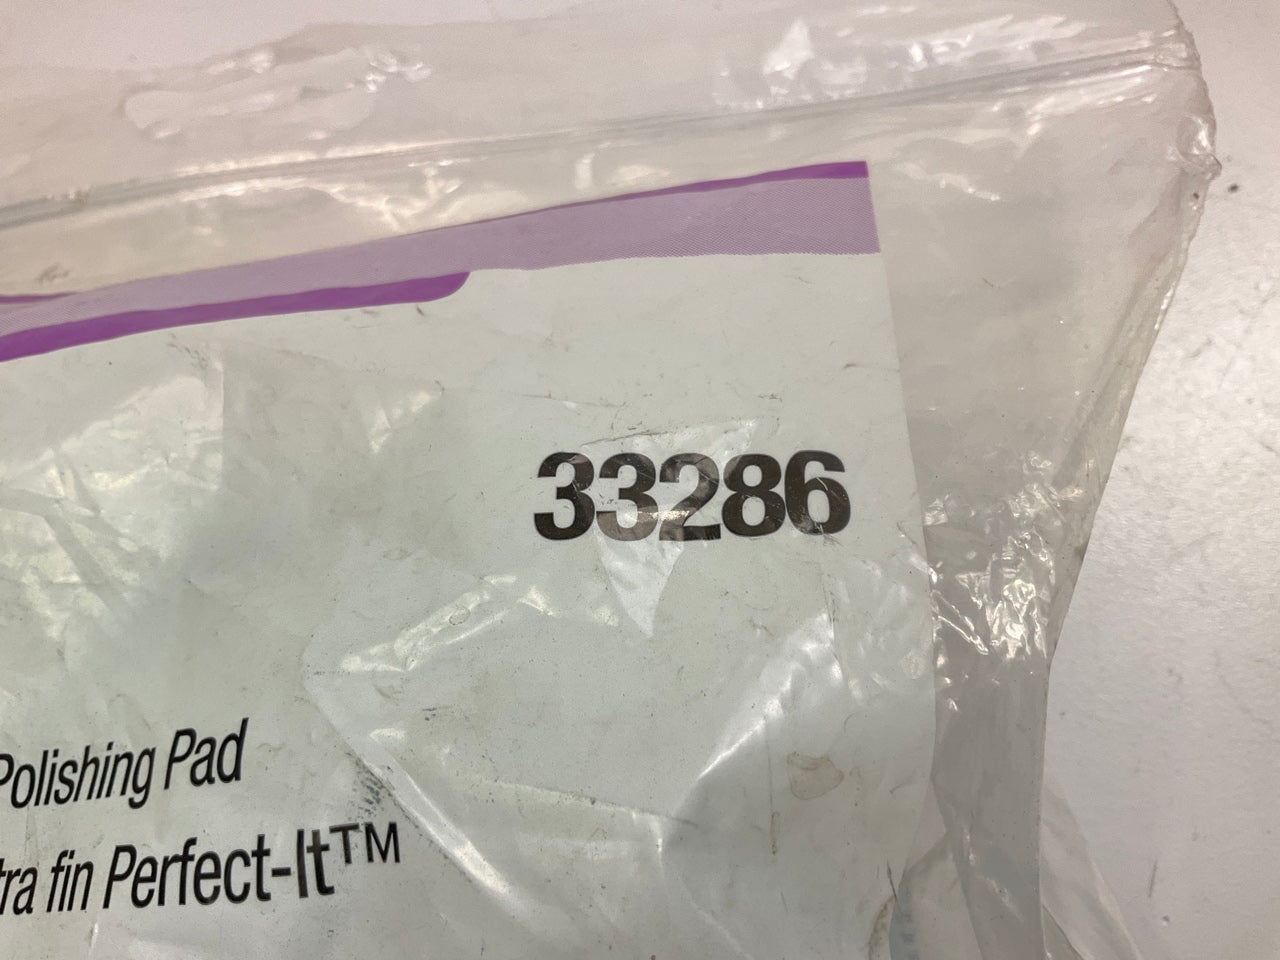 33286
Polishing Pad
tra fin Perfect-It™